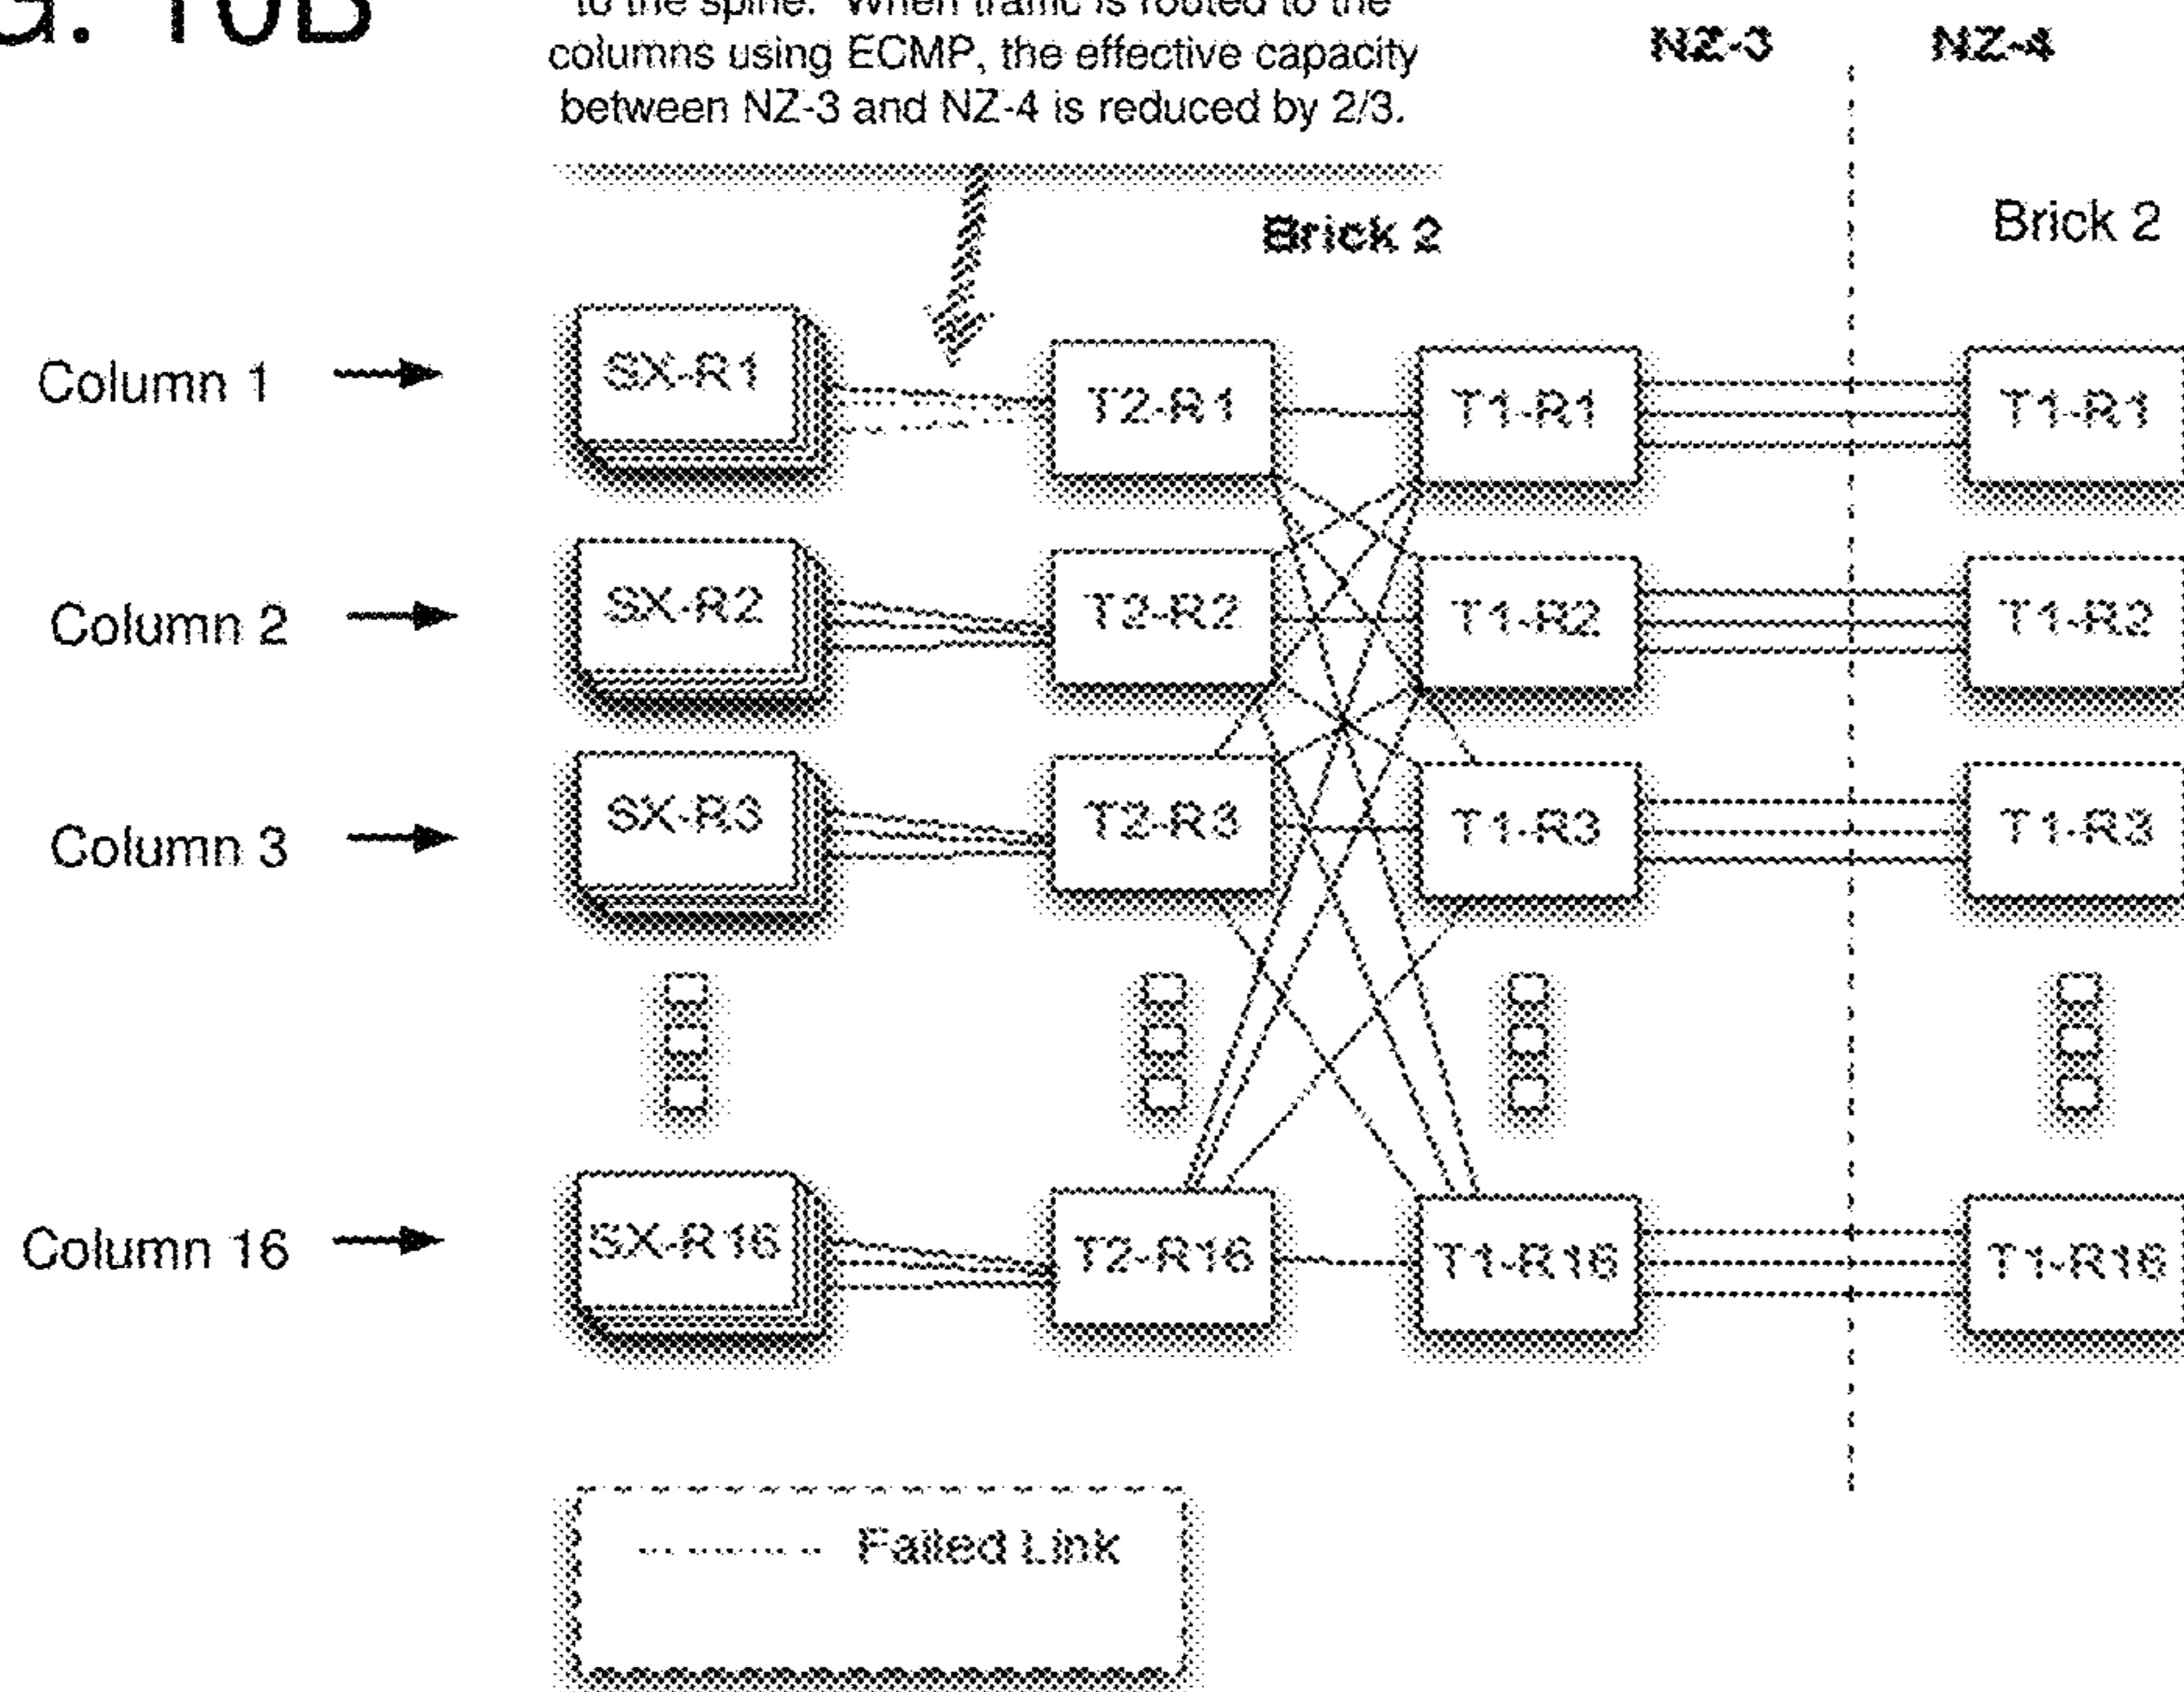 G. 10B
to the spine. When traffic is routed to the
columns using ECMP, the effective capacity
between NZ-3 and NZ-4 is reduced by 2/3.
NZ-3 NZ-4
Brick 2 Brick 2
Column 1 SX-R1 T2-R1 T1-R1 T1-R1
Column 2 SX-R2 T2-R2 T1-R2 T1-R2
Column 3 SX-R3 T2-R3 T1-R3 T1-R3
Column 16 SX-R16 T2-R16 T1-R16 T1-R16
Failed Link